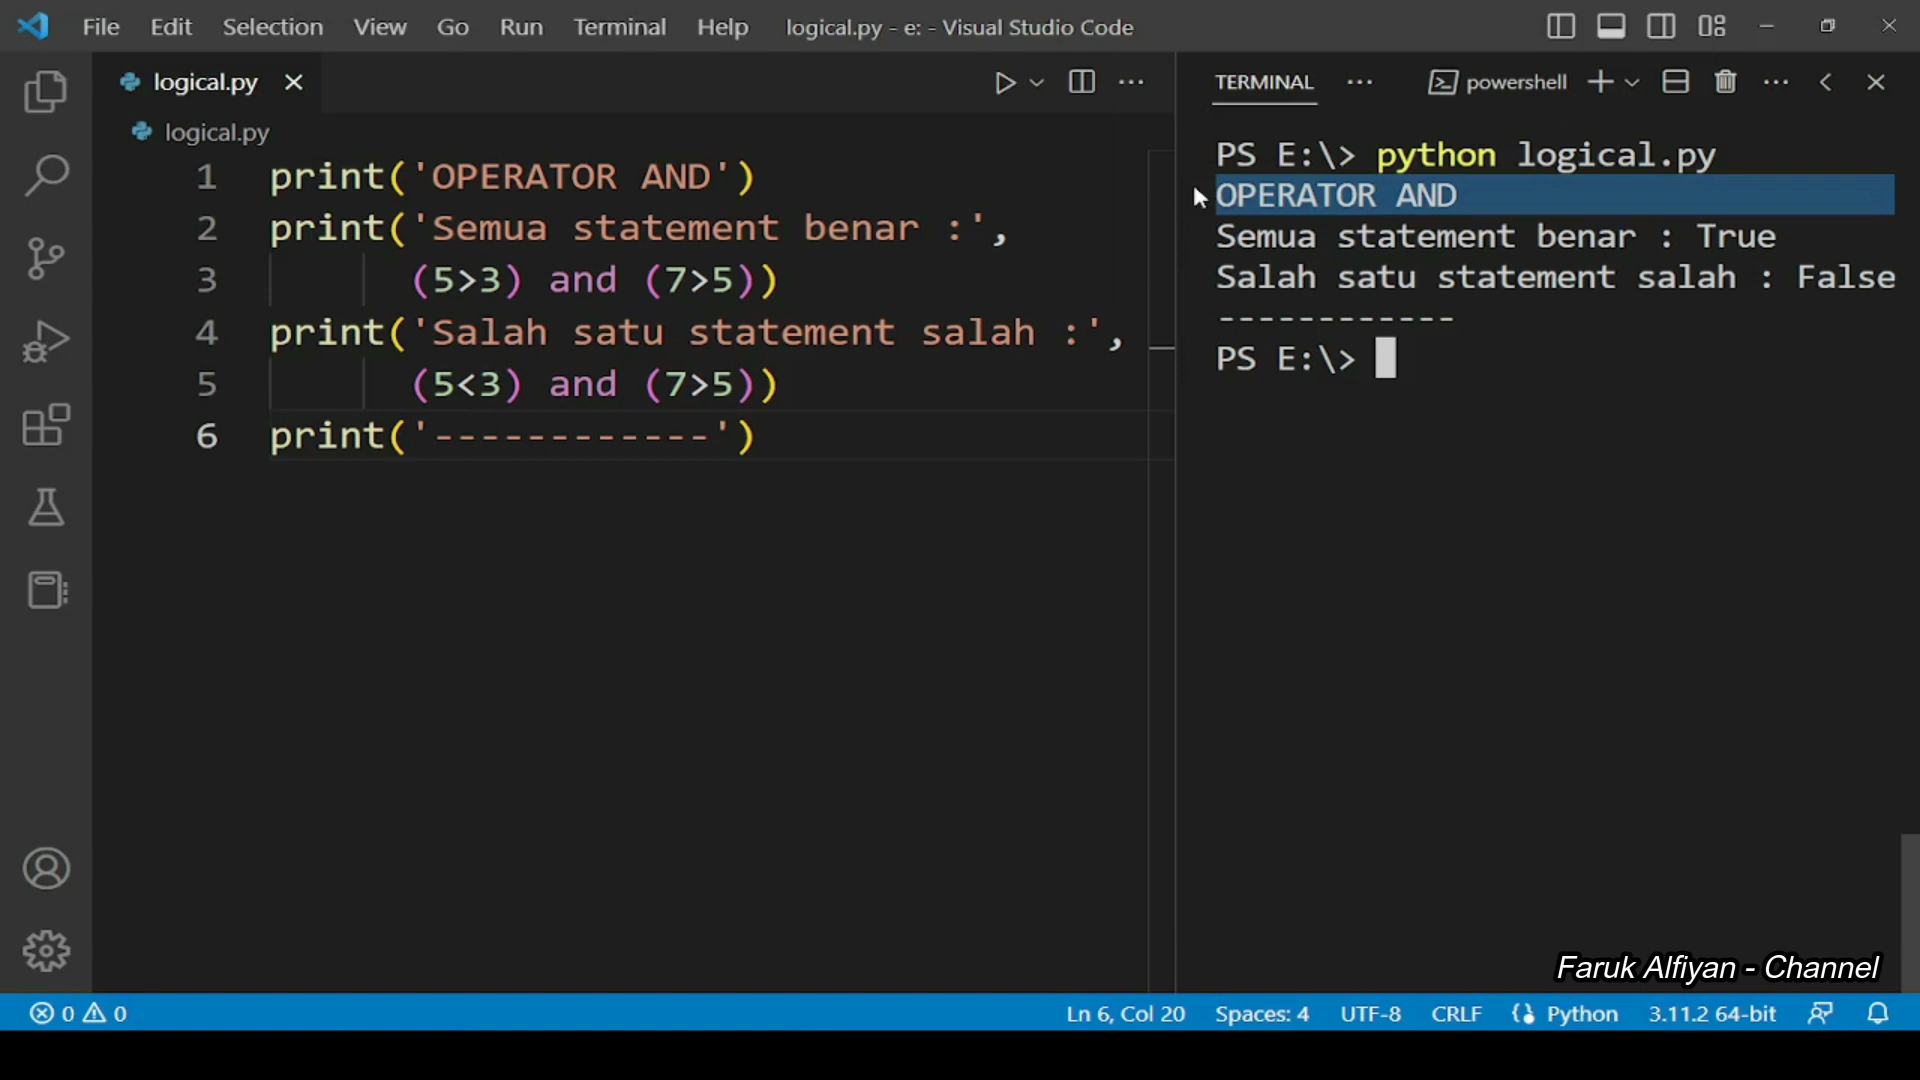 File Edit Selection View Go Run Terminal Help logical.py - e: - Visual Studio Code
logical.py
logical.py
1 print('OPERATOR AND')
2 print('Semua statement benar :',
3 (5>3) and (7>5))
4 print('Salah satu statement salah :',
5 (5<3) and (7>5))
6 print('------------')
TERMINAL powershell
PS E:\> python logical.py
OPERATOR AND
Semua statement benar : True
Salah satu statement salah : False
------------
PS E:\>
Faruk Alfiyan - Channel
0 0 Ln 6, Col 20 Spaces: 4 UTF-8 CRLF Python 3.11.2 64-bit